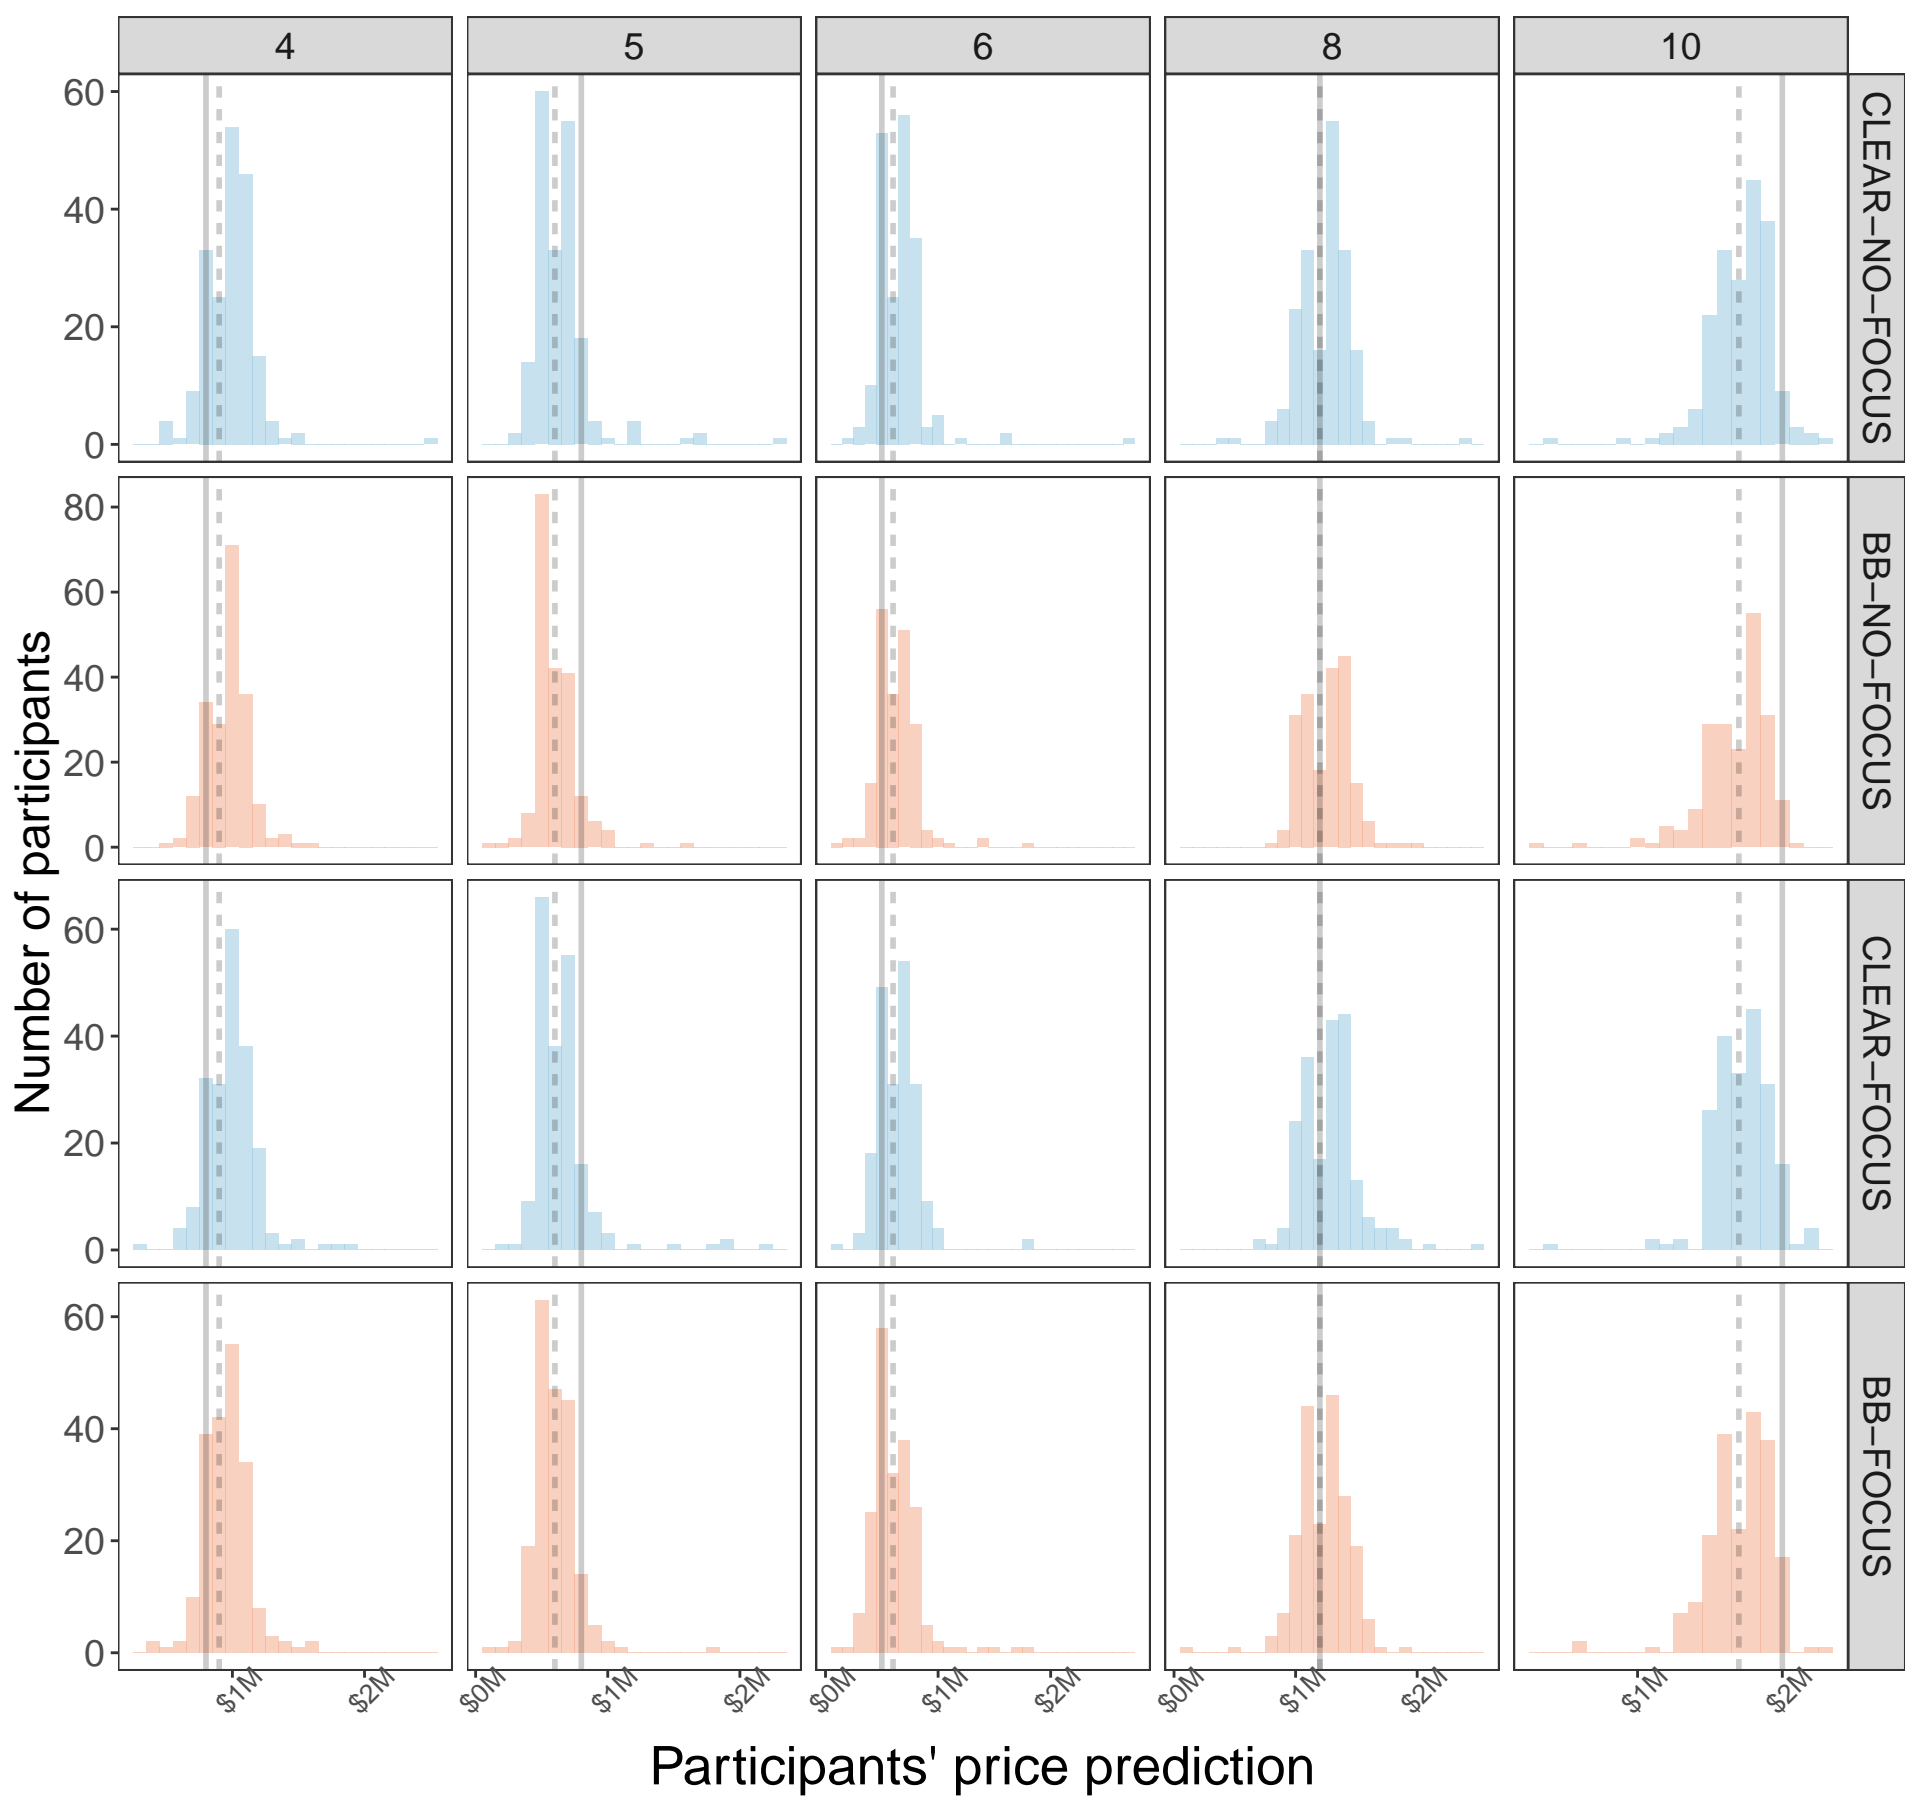 4
5
6
8
10
60
40
20
0
CLEAR−NO−FOCUS
80
60
40
20
0
BB−NO−FOCUS
60
40
20
0
CLEAR−FOCUS
60
40
20
0
BB−FOCUS
Number of participants
$1M
$2M
$0M
$1M
$2M
$0M
$1M
$2M
$0M
$1M
$2M
$1M
$2M
Participants' price prediction